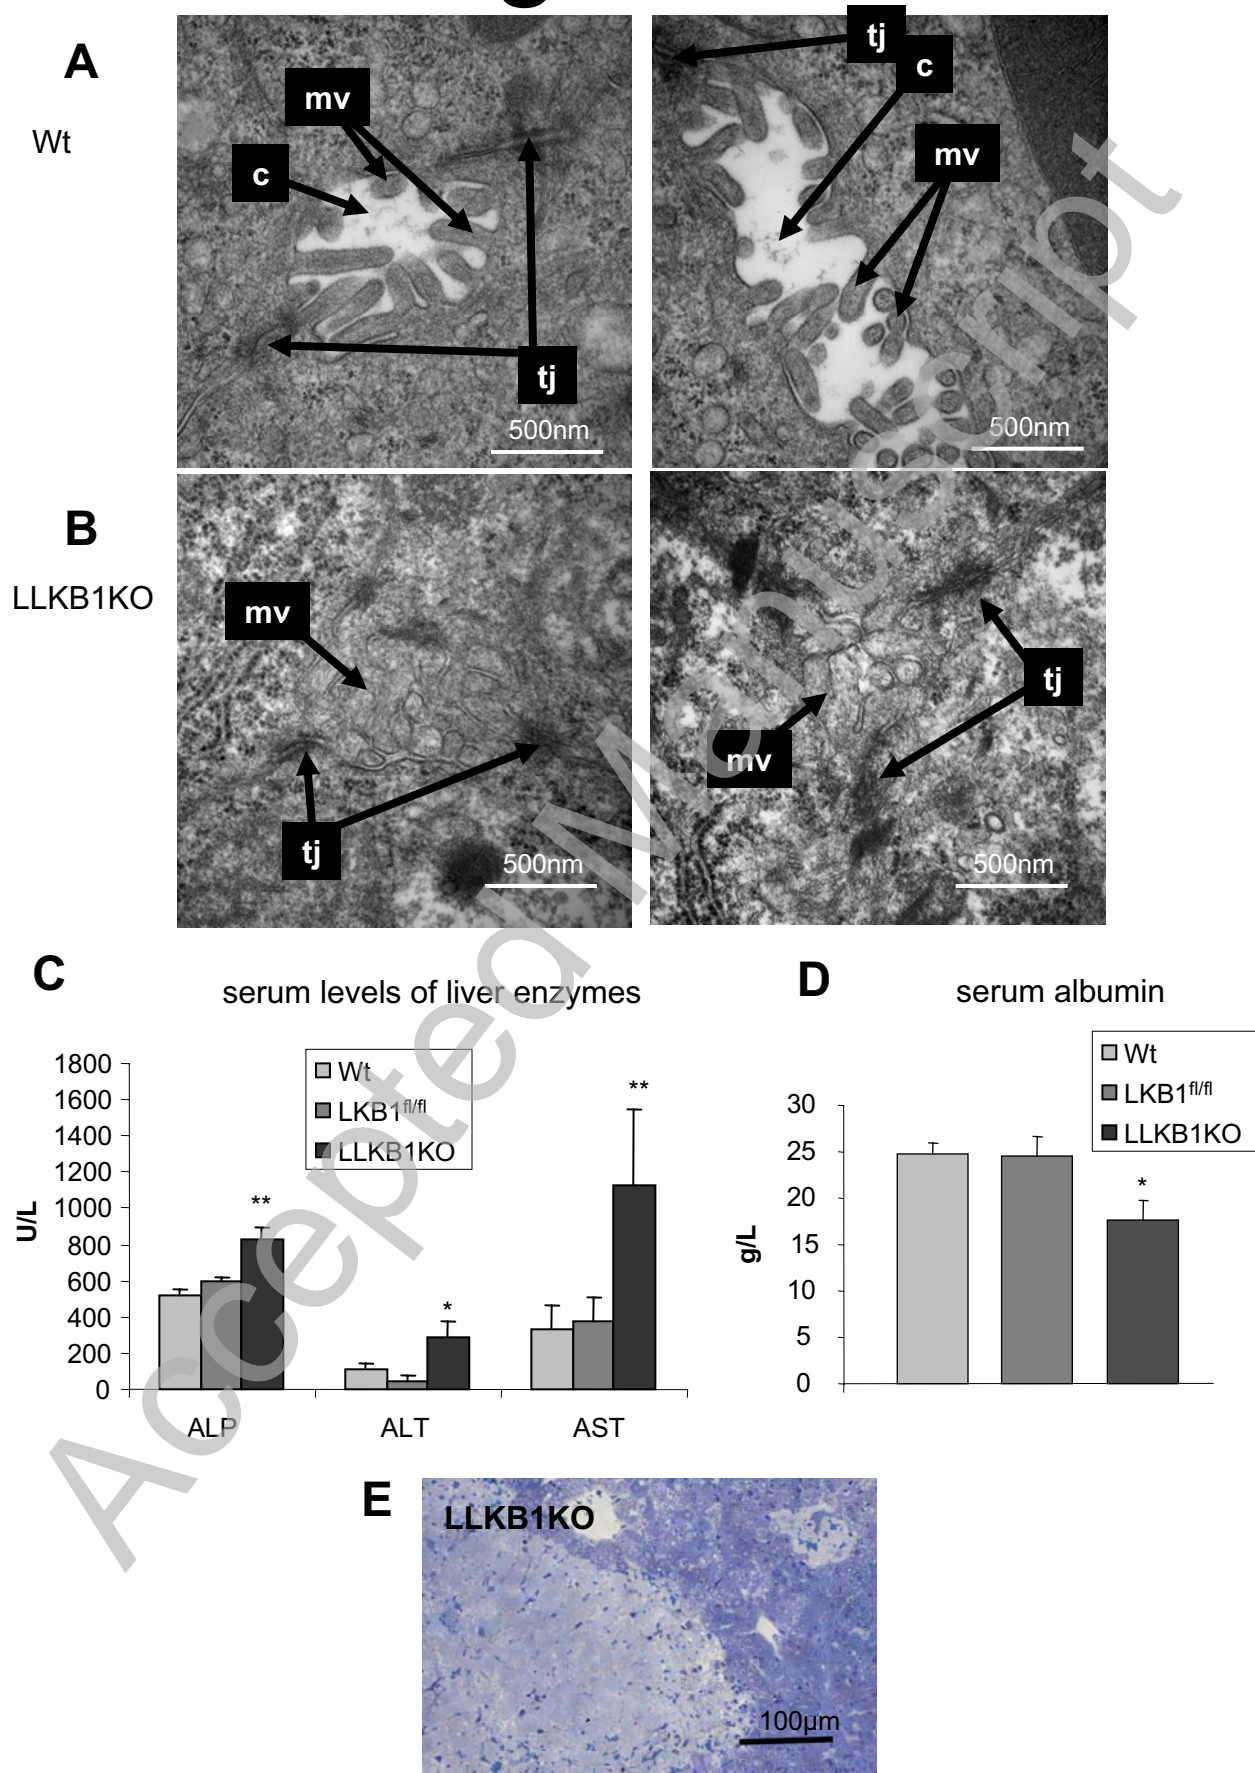 A
Wt
mv
c
tj
500nm
tj
c
mv
500nm
B
LLKB1KO
mv
tj
500nm
tj
mv
500nm
C
serum levels of liver enzymes
Wt
LKB1fl/fl
LLKB1KO
U/L
1800
1600
1400
1200
1000
800
600
400
200
0
**
*
**
ALP
ALT
AST
D
serum albumin
Wt
LKB1fl/fl
LLKB1KO
g/L
30
25
20
15
10
5
0
*
E
LLKB1KO
100µm
Accepted Manuscript